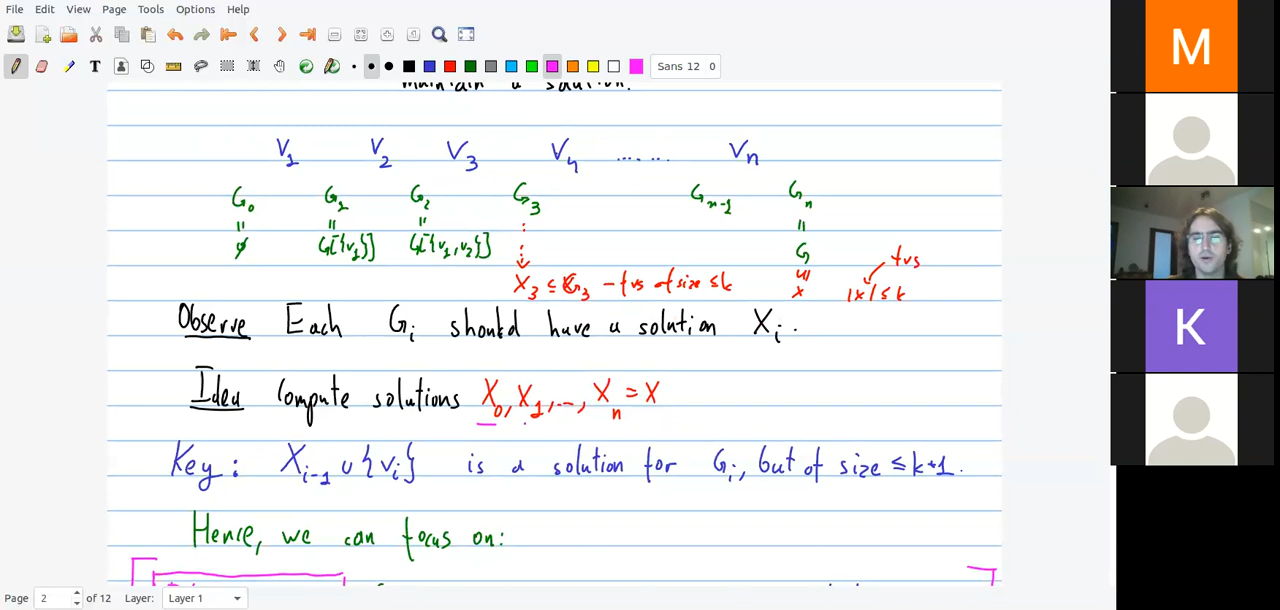 File Edit View Page Tools Options Help
Sans 12 0
maintain a solution.
V1 V2 V3 V4 ...... Vn
G0 G1 G2 G3 Gn-1 Gn
= = = =
∅ G[{v1}] G[{v1,v2}] G fvs
X3 ⊆ G3 - fvs of size ≤k X |X| ≤ k
Observe Each Gi should have a solution Xi.
Idea Compute solutions X0, X1, ..., Xn = X
Key: Xi-1 ∪ {vi} is a solution for Gi, but of size ≤ k+1.
Hence, we can focus on:
Page 2 of 12 Layer: Layer 1
M
K